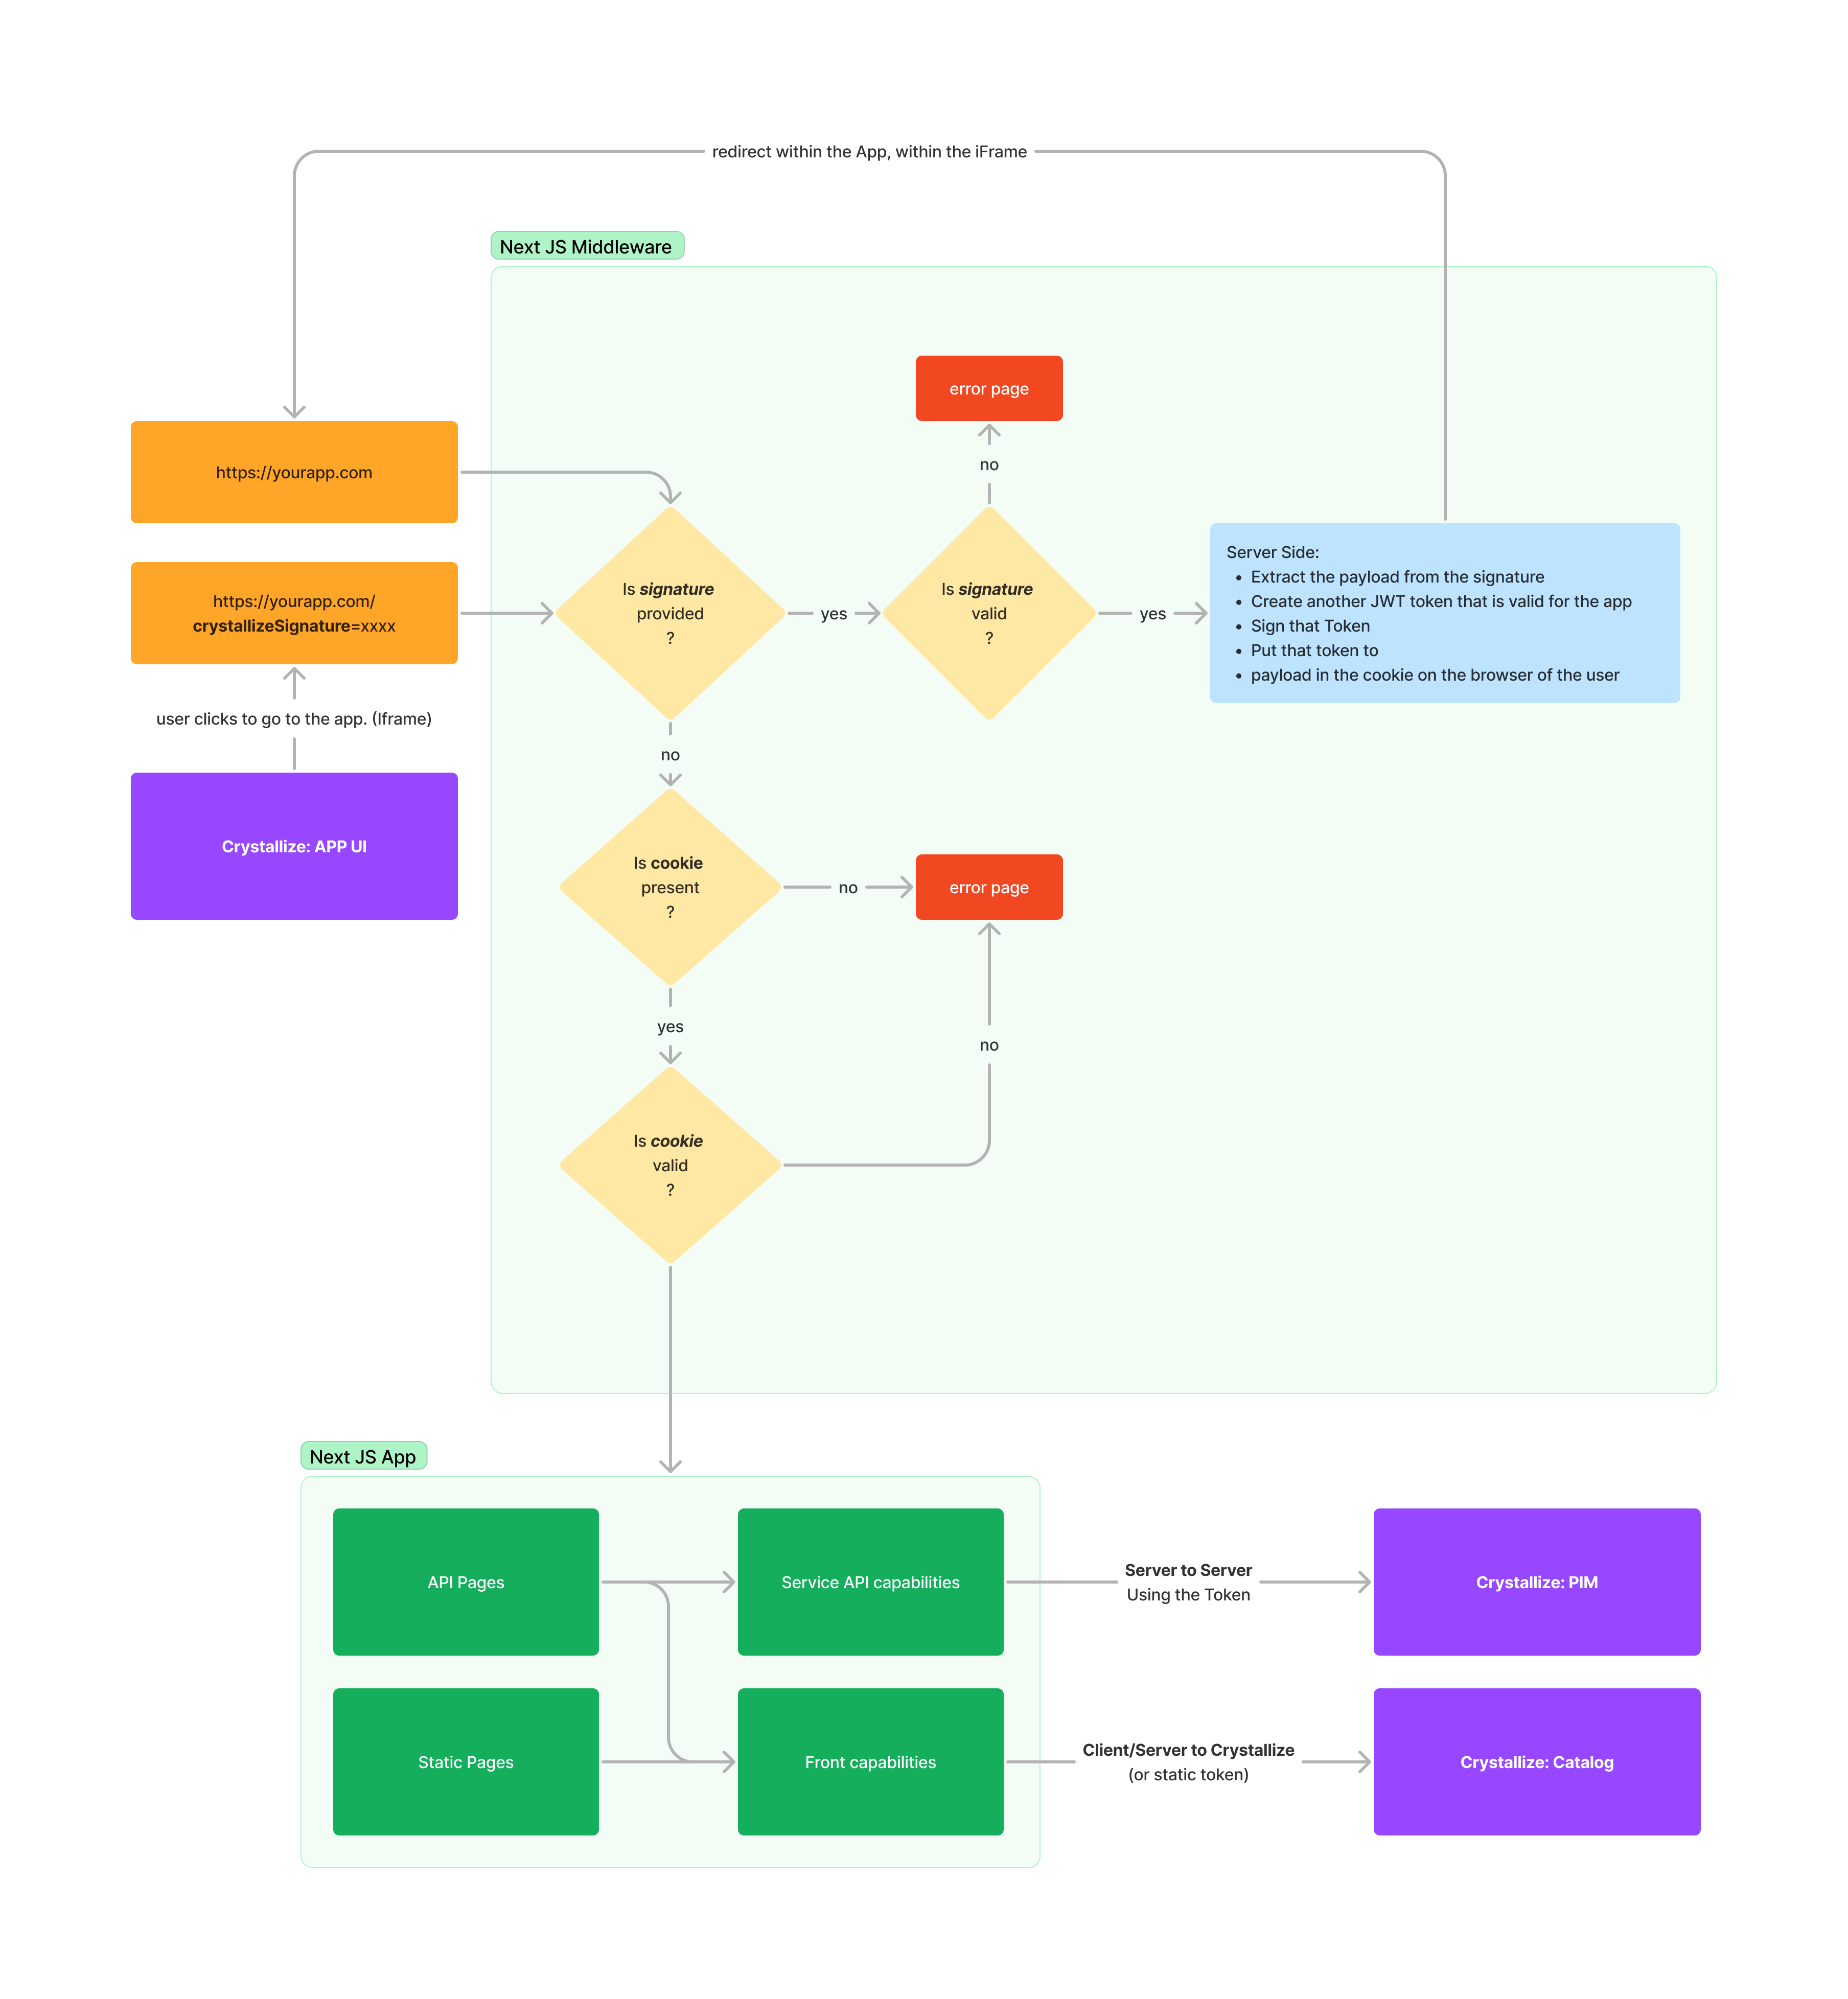 redirect within the App, within the iFrame
Next JS Middleware
error page
no
https://yourapp.com
https://yourapp.com/
crystallizeSignature=xxxx
user clicks to go to the app. (Iframe)
Crystallize: APP UI
Is signature
provided
?
yes
Is signature
valid
?
yes
Server Side:
• Extract the payload from the signature
• Create another JWT token that is valid for the app
• Sign that Token
• Put that token to
• payload in the cookie on the browser of the user
no
Is cookie
present
?
no
error page
yes
no
Is cookie
valid
?
Next JS App
API Pages
Service API capabilities
Server to Server
Using the Token
Crystallize: PIM
Static Pages
Front capabilities
Client/Server to Crystallize
(or static token)
Crystallize: Catalog